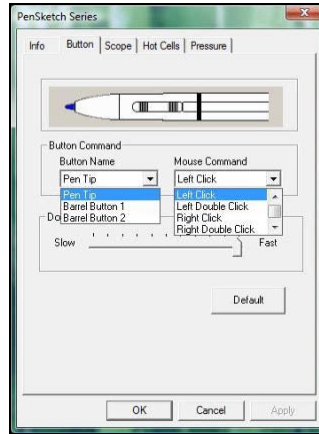 PenSketch Series
Info Button Scope Hot Cells Pressure
Button Command
Button Name Mouse Command
Pen Tip Left Click
Pen Tip Left Click
Barrel Button 1 Left Double Click
Barrel Button 2 Right Click
Right Double Click
Do
Slow Fast
Default
OK Cancel Apply